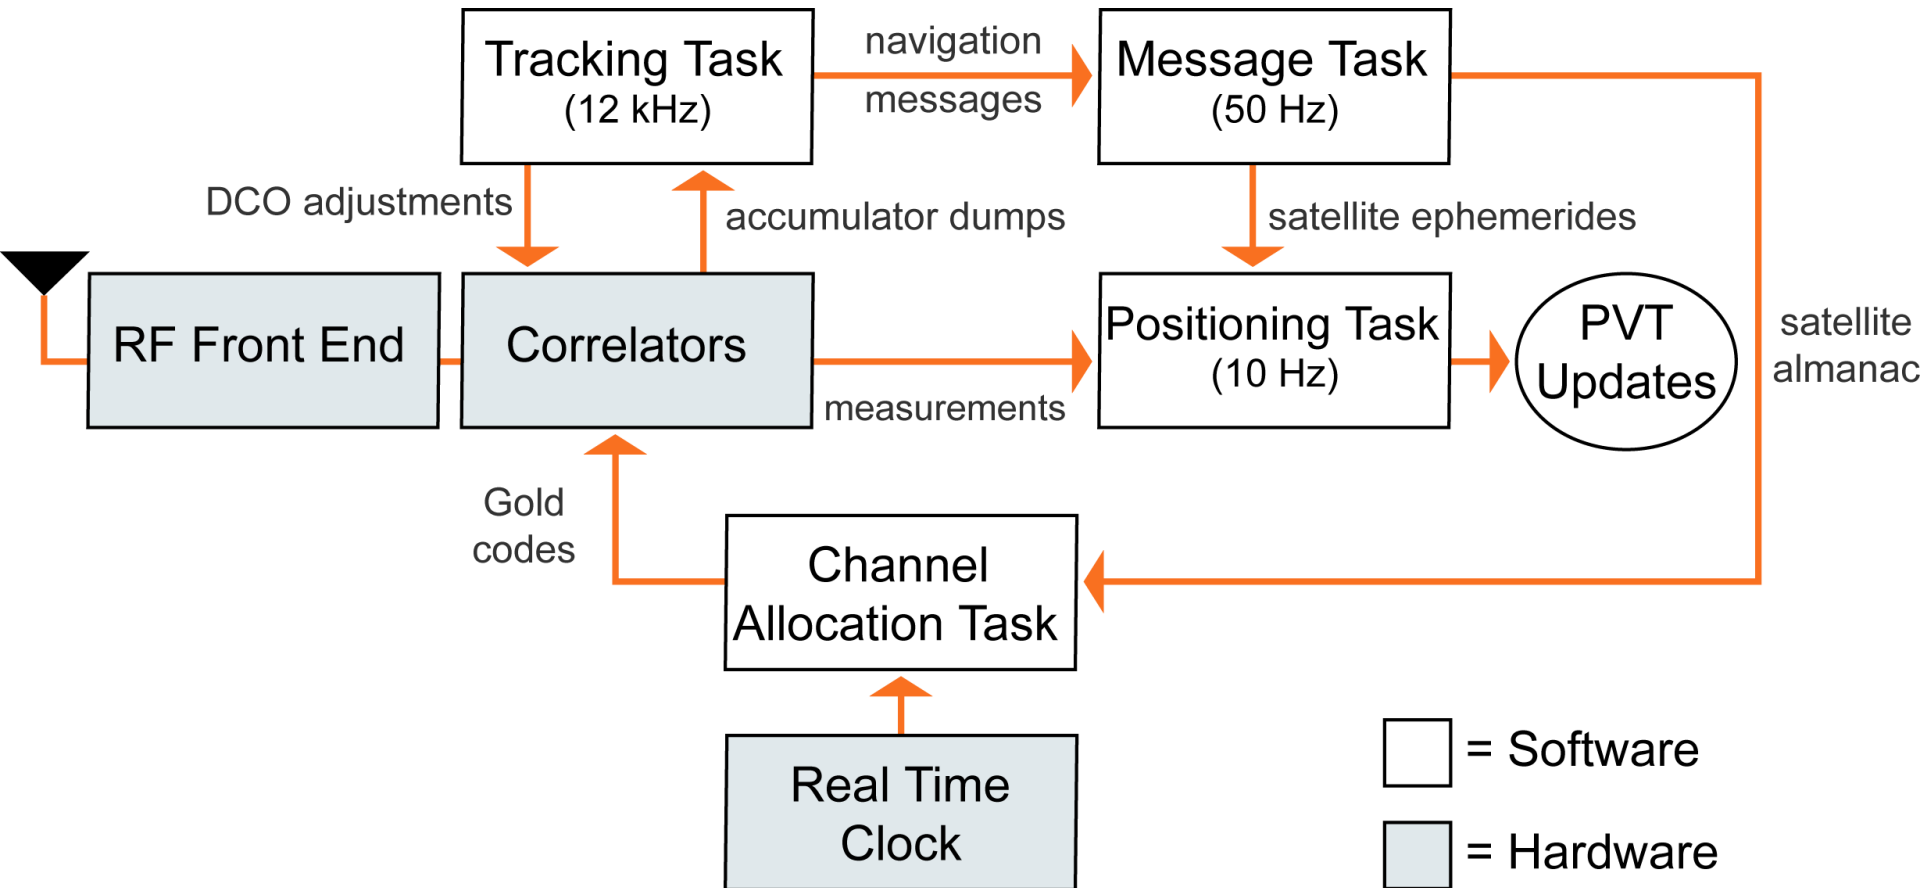 Tracking Task
(12 kHz)
navigation
messages
Message Task
(50 Hz)
DCO adjustments
accumulator dumps
satellite ephemerides
RF Front End
Correlators
measurements
Positioning Task
(10 Hz)
PVT
Updates
satellite
almanac
Gold
codes
Channel
Allocation Task
Real Time
Clock
= Software
= Hardware